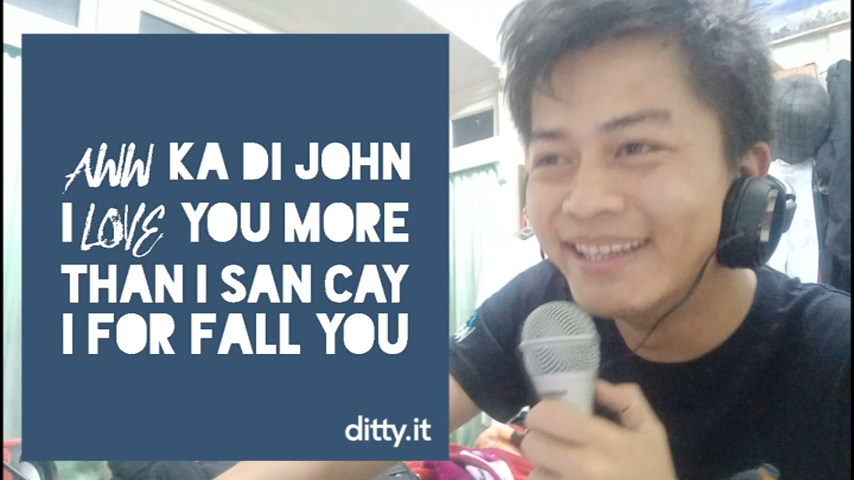 AWW KA DI JOHN
I LOVE YOU MORE
THAN I SAN CAY
I FOR FALL YOU
ditty.it